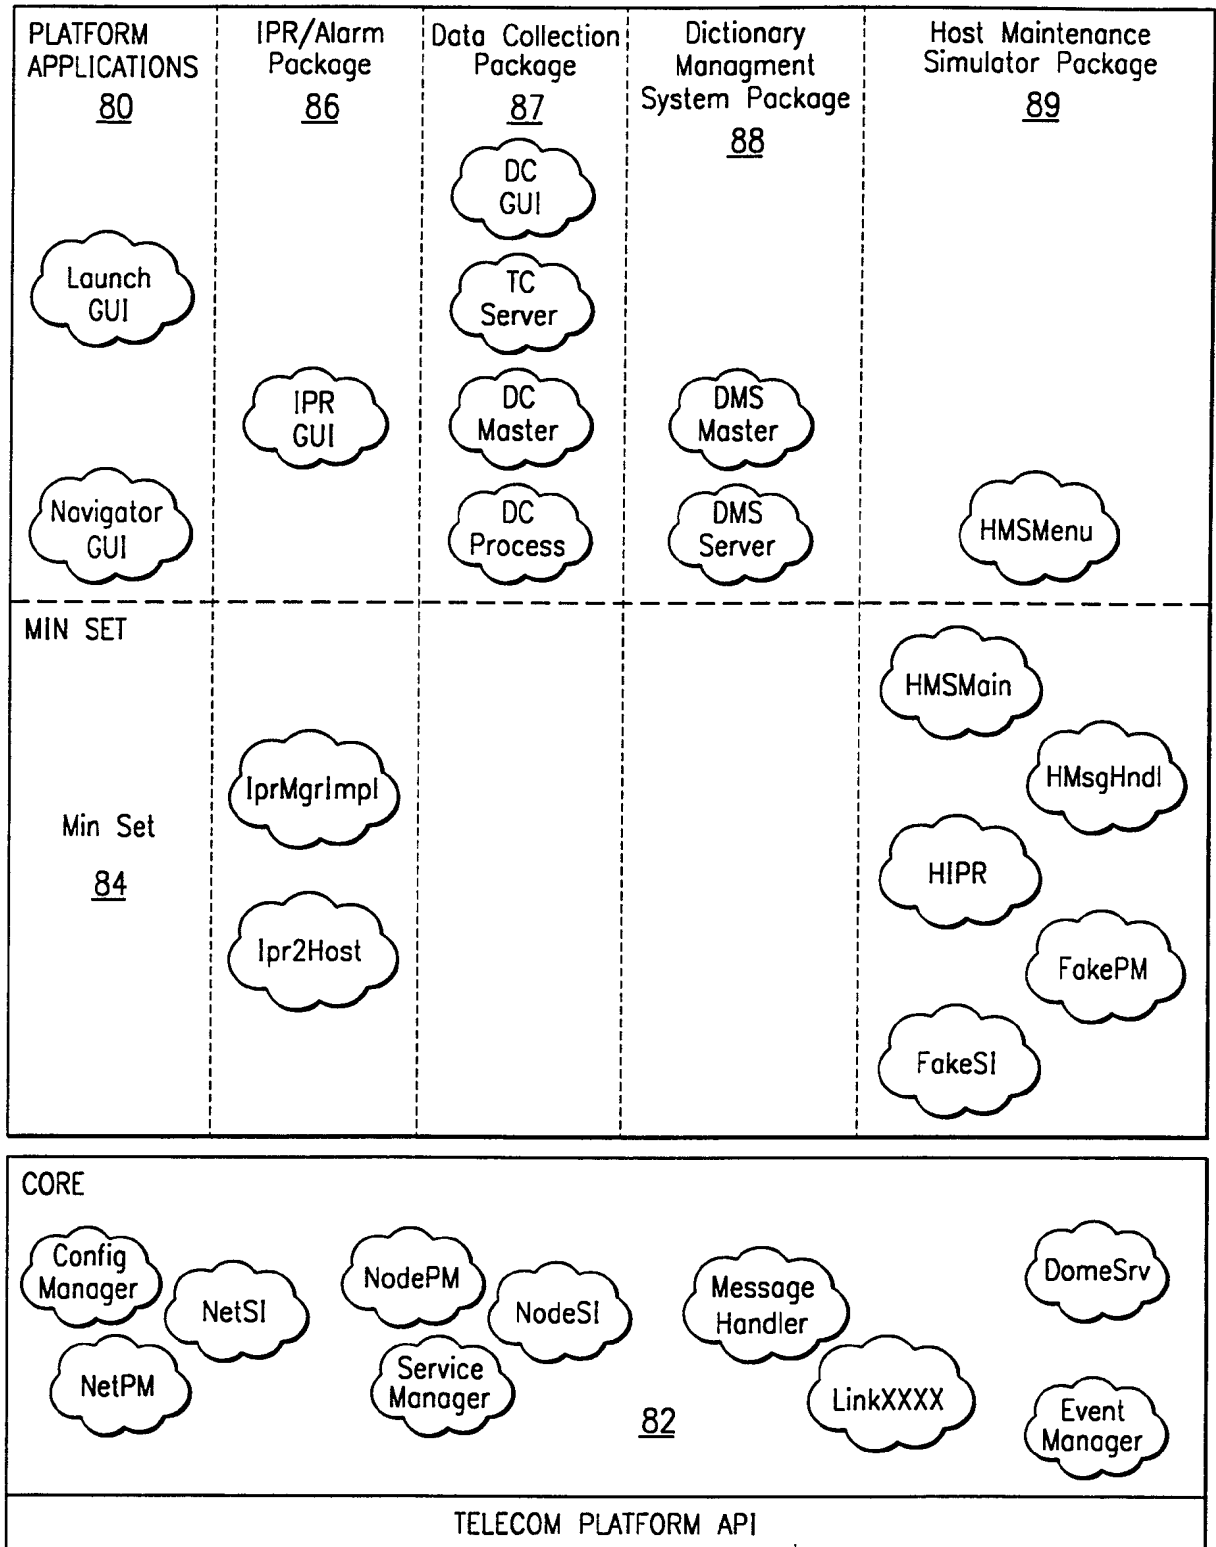 PLATFORM
APPLICATIONS
80
IPR/Alarm
Package
86
Data Collection
Package
87
Dictionary
Managment
System Package
88
Host Maintenance
Simulator Package
89
DC
GUI
Launch
GUI
TC
Server
IPR
GUI
DC
Master
DMS
Master
Navigator
GUI
DC
Process
DMS
Server
HMSMenu
MIN SET
Min Set
84
IprMgrImpl
Ipr2Host
HMSMain
HMsgHndl
HIPR
FakePM
FakeSI
CORE
Config
Manager
NetSI
NetPM
NodePM
NodeSI
Service
Manager
82
Message
Handler
LinkXXXX
DomeSrv
Event
Manager
TELECOM PLATFORM API